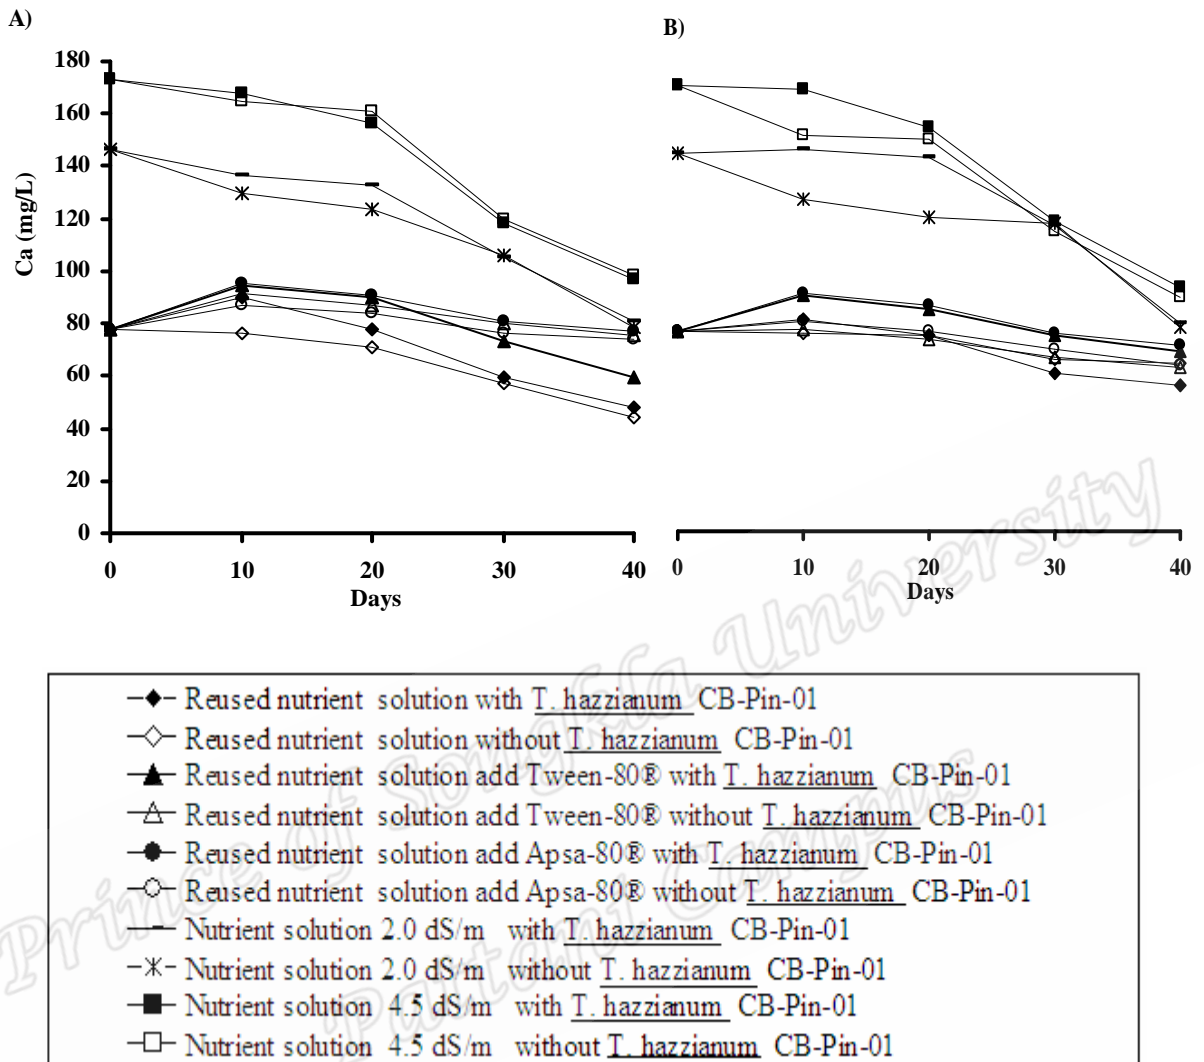 A)
B)
180
160
140
120
100
80
60
40
20
0
Ca (mg/L)
0 10 20 30 40
Days
0 10 20 30 40
Days
Reused nutrient solution with T. hazzianum CB-Pin-01
Reused nutrient solution without T. hazzianum CB-Pin-01
Reused nutrient solution add Tween-80® with T. hazzianum CB-Pin-01
Reused nutrient solution add Tween-80® without T. hazzianum CB-Pin-01
Reused nutrient solution add Apsa-80® with T. hazzianum CB-Pin-01
Reused nutrient solution add Apsa-80® without T. hazzianum CB-Pin-01
Nutrient solution 2.0 dS/m with T. hazzianum CB-Pin-01
Nutrient solution 2.0 dS/m without T. hazzianum CB-Pin-01
Nutrient solution 4.5 dS/m with T. hazzianum CB-Pin-01
Nutrient solution 4.5 dS/m without T. hazzianum CB-Pin-01
Prince of Songkla University
Pattani Campus